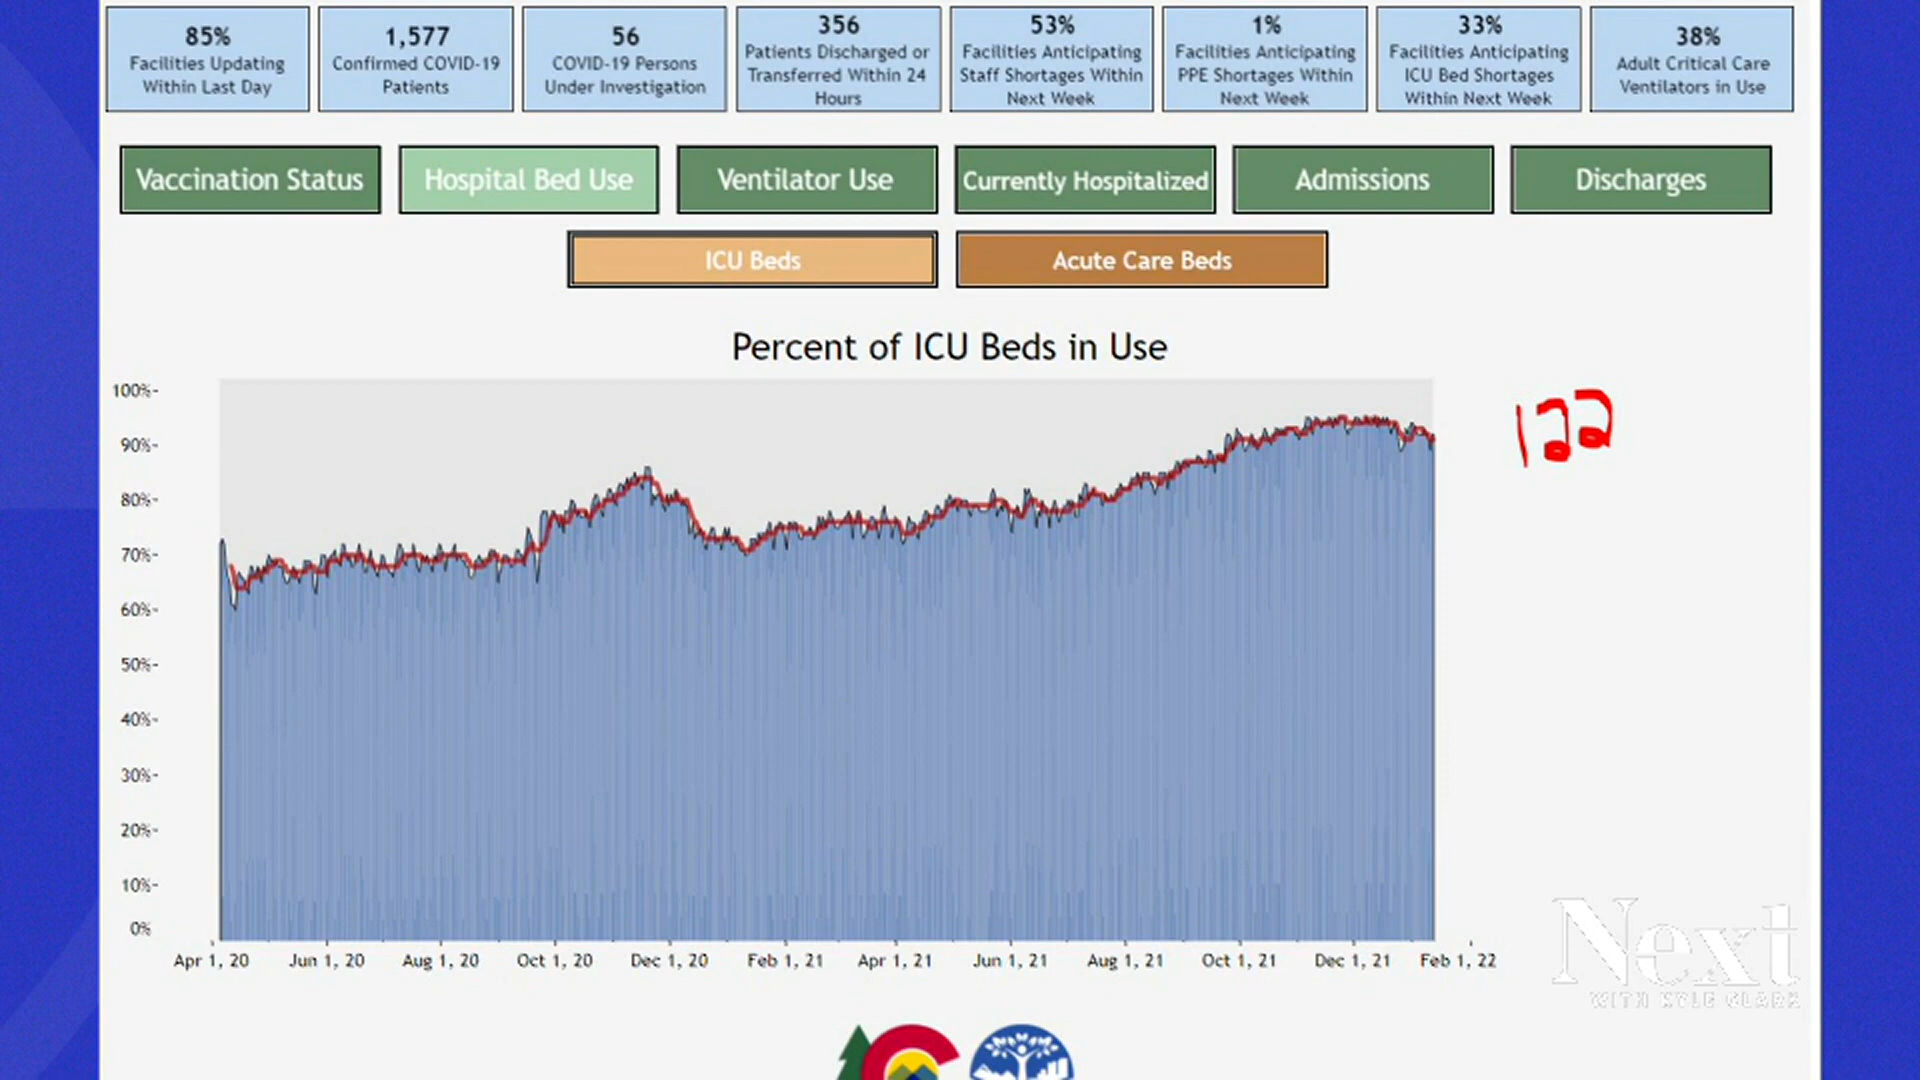 85%
Facilities Updating
Within Last Day
1,577
Confirmed COVID-19
Patients
56
COVID-19 Persons
Under Investigation
356
Patients Discharged or
Transferred Within 24
Hours
53%
Facilities Anticipating
Staff Shortages Within
Next Week
1%
Facilities Anticipating
PPE Shortages Within
Next Week
33%
Facilities Anticipating
ICU Bed Shortages
Within Next Week
38%
Adult Critical Care
Ventilators in Use
Vaccination Status
Hospital Bed Use
Ventilator Use
Currently Hospitalized
Admissions
Discharges
ICU Beds
Acute Care Beds
Percent of ICU Beds in Use
100%-
90%-
80%-
70%-
60%-
50%-
40%-
30%-
20%-
10%-
0%
122
Apr 1, 20 Jun 1, 20 Aug 1, 20 Oct 1, 20 Dec 1, 20 Feb 1, 21 Apr 1, 21 Jun 1, 21 Aug 1, 21 Oct 1, 21 Dec 1, 21 Feb 1, 22
Next
WITH KYLE CLARK